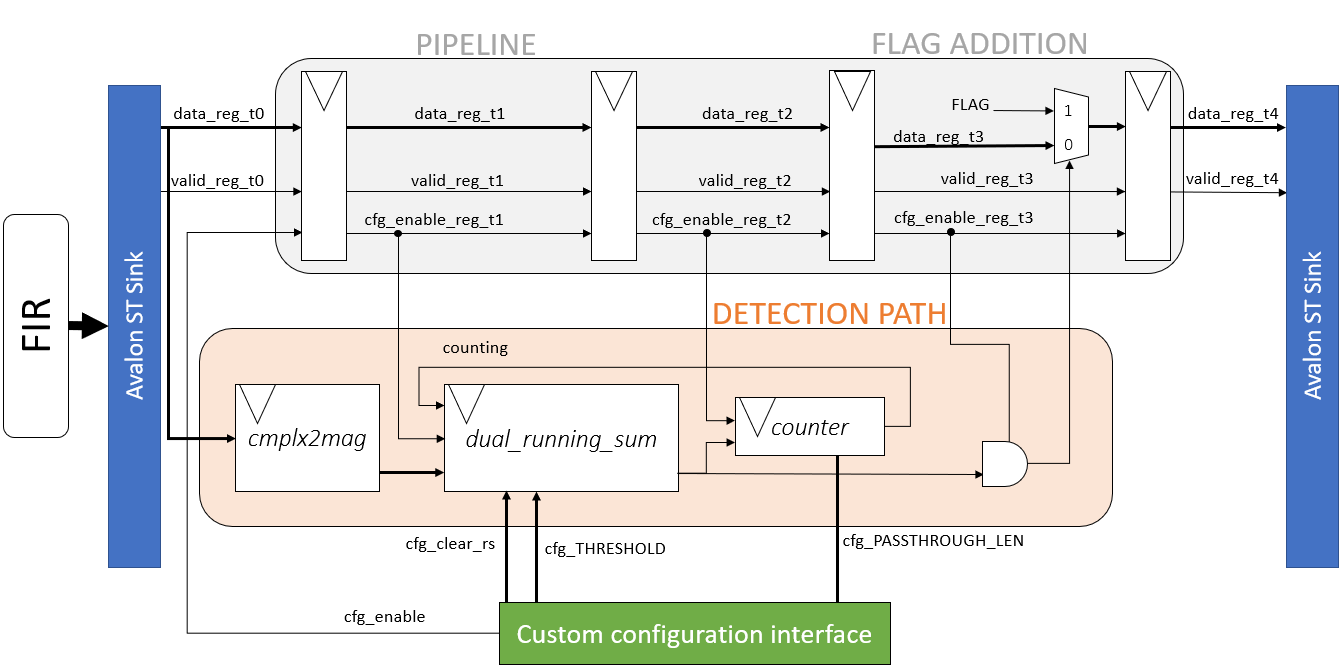 PIPELINE
FLAG ADDITION
data_reg_t0
data_reg_t1
data_reg_t2
FLAG
1
data_reg_t3
0
data_reg_t4
valid_reg_t0
valid_reg_t1
valid_reg_t2
valid_reg_t3
valid_reg_t4
cfg_enable_reg_t1
cfg_enable_reg_t2
cfg_enable_reg_t3
FIR
Avalon ST Sink
Avalon ST Sink
DETECTION PATH
counting
cmplx2mag
dual_running_sum
counter
cfg_clear_rs
cfg_THRESHOLD
cfg_PASSTHROUGH_LEN
cfg_enable
Custom configuration interface